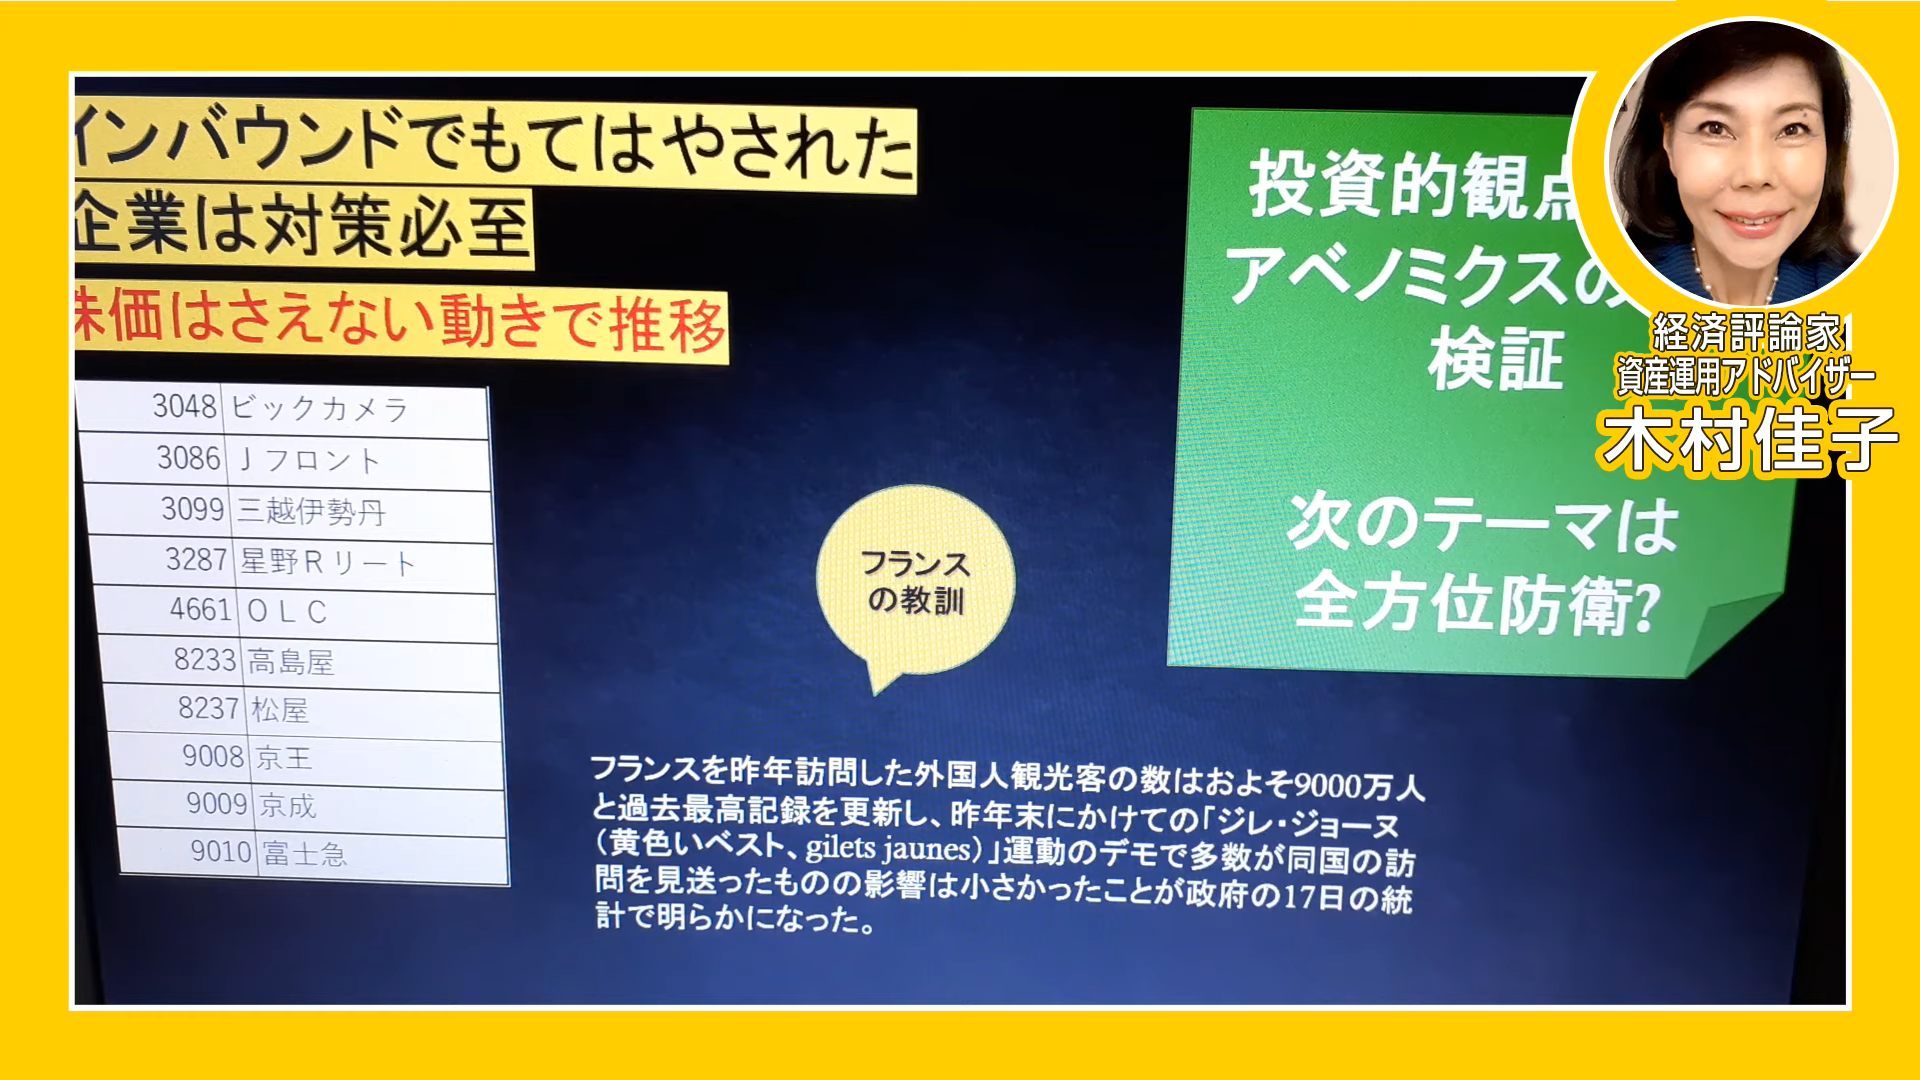 インバウンドでもてはやされた
企業は対策必至
株価はさえない動きで推移
3048 ビックカメラ
3086 Jフロント
3099 三越伊勢丹
3287 星野Rリート
4661 OLC
8233 高島屋
8237 松屋
9008 京王
9009 京成
9010 富士急
フランス
の教訓
フランスを昨年訪問した外国人観光客の数はおよそ9000万人
と過去最高記録を更新し、昨年末にかけての「ジレ・ジョーヌ
(黄色いベスト、gilets jaunes)」運動のデモで多数が同国の訪
問を見送ったものの影響は小さかったことが政府の17日の統
計で明らかになった。
投資的観点
アベノミクスの
検証
次のテーマは
全方位防衛?
経済評論家
資産運用アドバイザー
木村佳子